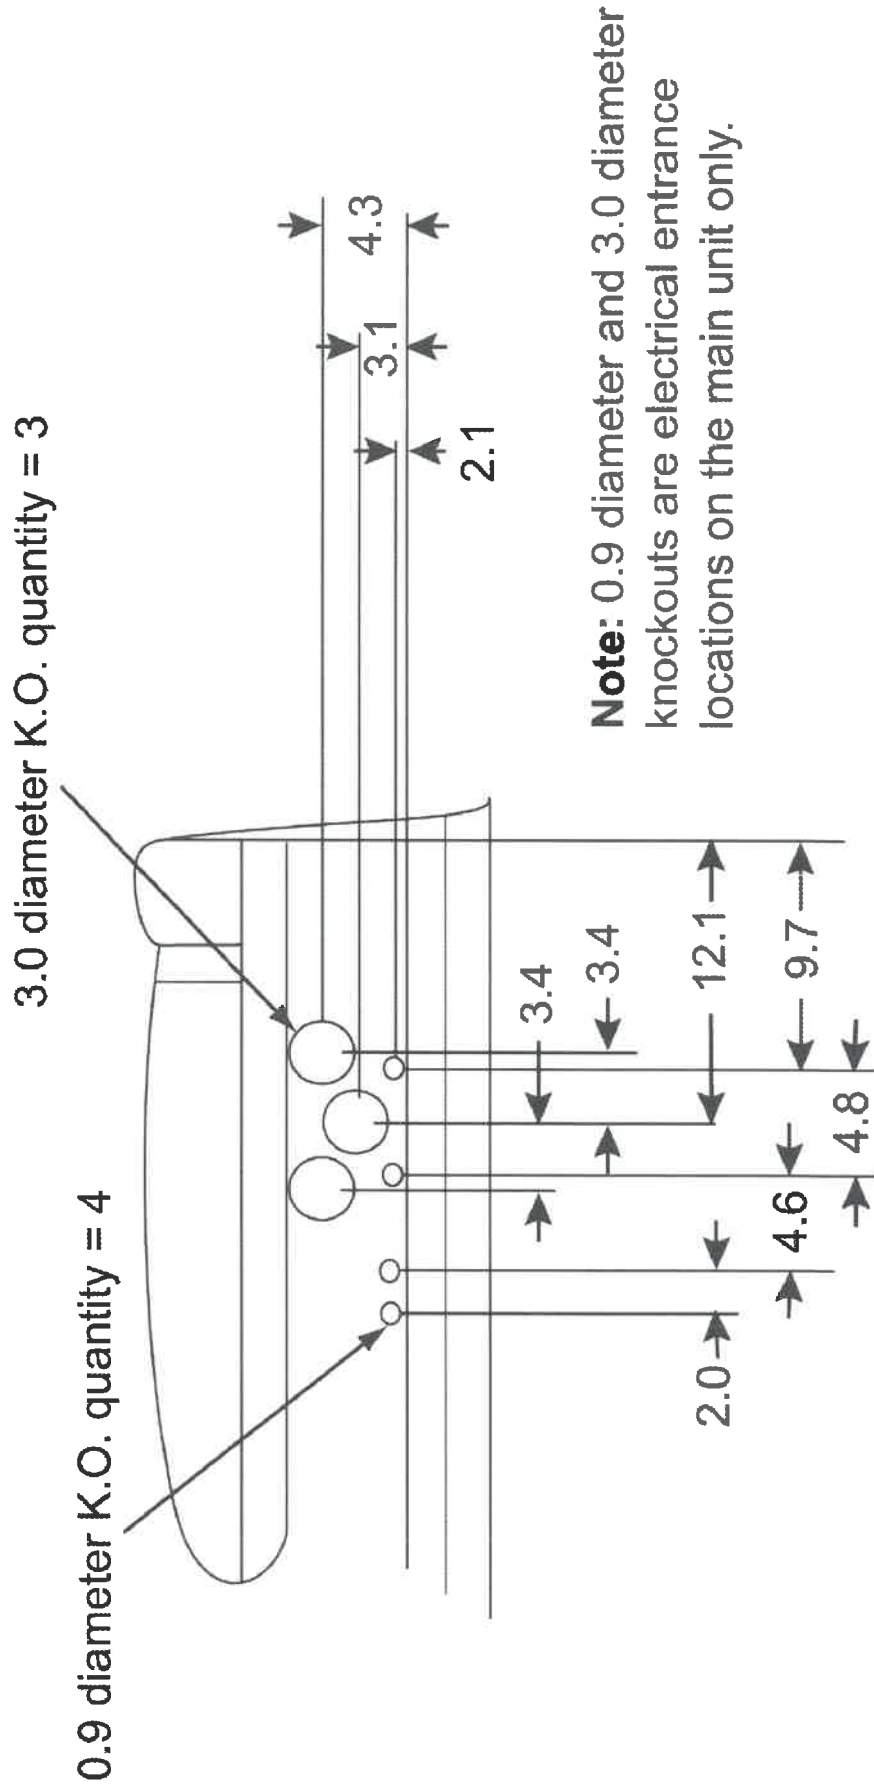 3.0 diameter K.O. quantity = 3
0.9 diameter K.O. quantity = 4
4.3
3.1
2.1
Note: 0.9 diameter and 3.0 diameter
knockouts are electrical entrance
locations on the main unit only.
3.4
3.4
12.1
9.7
2.0
4.6
4.8